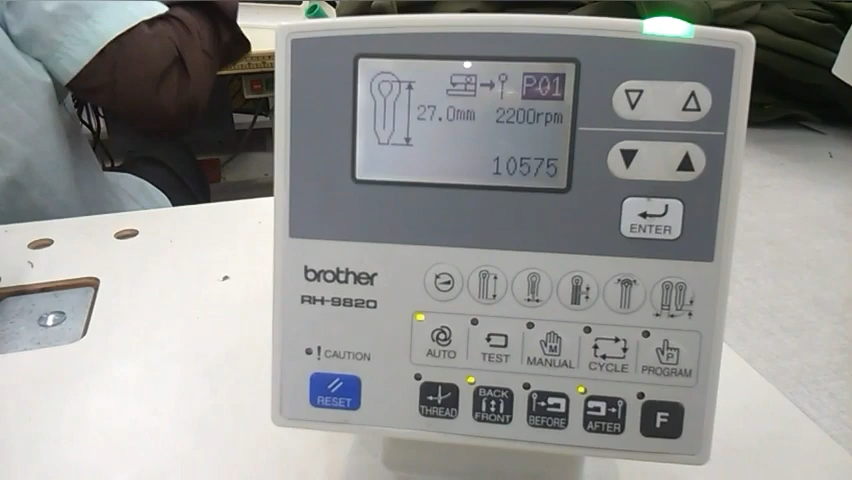 P-01
27.0mm 2200rpm
10575
ENTER
brother
RH-9820
! CAUTION
RESET
AUTO
TEST
M
MANUAL
CYCLE
P
PROGRAM
THREAD
BACK
FRONT
BEFORE
AFTER
F